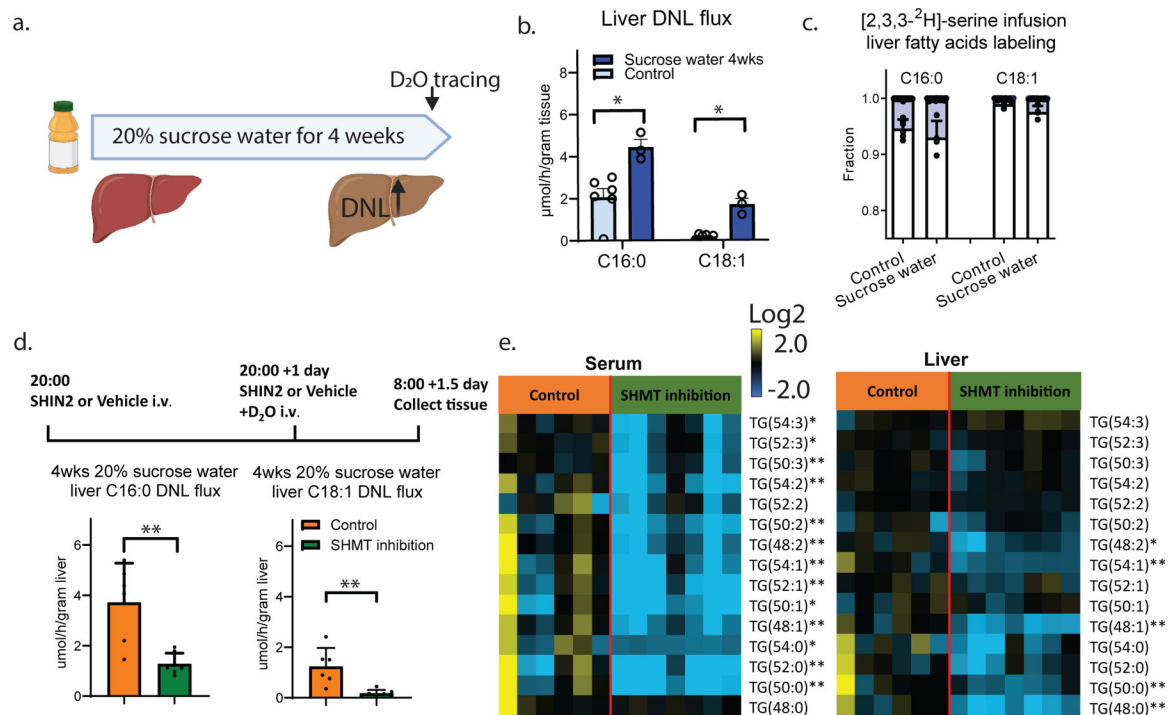 a.
D₂O tracing
20% sucrose water for 4 weeks
DNL
b.
Liver DNL flux
Sucrose water 4wks
Control
µmol/h/gram tissue
8
6
4
2
0
*
*
C16:0
C18:1
c.
[2,3,3-²H]-serine infusion
liver fatty acids labeling
C16:0
C18:1
Fraction
1.0
0.9
0.8
Control
Sucrose water
Control
Sucrose water
d.
20:00
SHIN2 or Vehicle i.v.
20:00 +1 day
SHIN2 or Vehicle
+D₂O i.v.
8:00 +1.5 day
Collect tissue
4wks 20% sucrose water
liver C16:0 DNL flux
umol/h/gram liver
6
4
2
0
**
4wks 20% sucrose water
liver C18:1 DNL flux
Control
SHMT inhibition
umol/h/gram liver
6
4
2
0
**
e.
Log2
2.0
-2.0
Serum
Control
SHMT inhibition
TG(54:3)*
TG(52:3)*
TG(50:3)**
TG(54:2)**
TG(52:2)
TG(50:2)**
TG(48:2)**
TG(54:1)**
TG(52:1)**
TG(50:1)*
TG(48:1)**
TG(54:0)*
TG(52:0)**
TG(50:0)**
TG(48:0)
Liver
Control
SHMT inhibition
TG(54:3)
TG(52:3)
TG(50:3)
TG(54:2)
TG(52:2)
TG(50:2)
TG(48:2)*
TG(54:1)**
TG(52:1)
TG(50:1)
TG(48:1)**
TG(54:0)
TG(52:0)
TG(50:0)**
TG(48:0)**